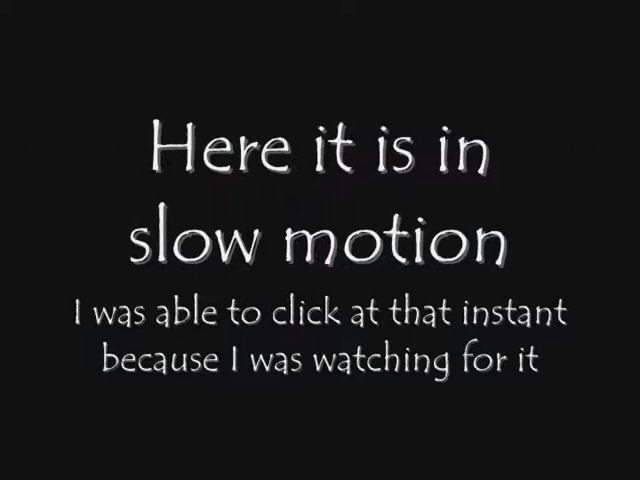 Here it is in
slow motion
I was able to click at that instant
because I was watching for it